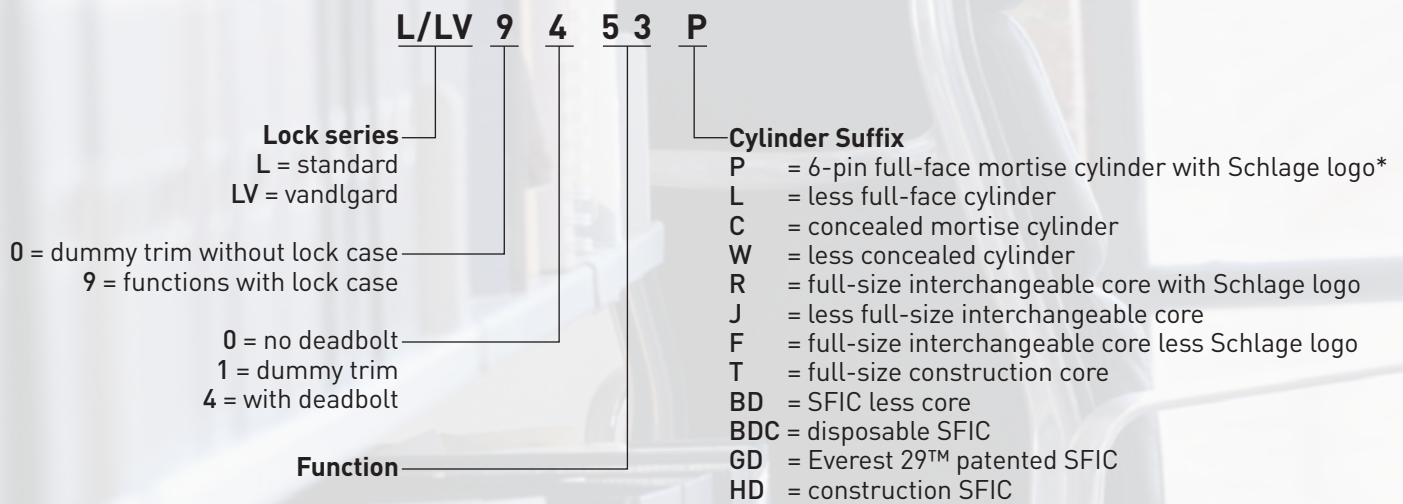 L/LV 9 4 5 3 P
Lock series
L = standard
LV = vandlgard
0 = dummy trim without lock case
9 = functions with lock case
0 = no deadbolt
1 = dummy trim
4 = with deadbolt
Function
Cylinder Suffix
P = 6-pin full-face mortise cylinder with Schlage logo*
L = less full-face cylinder
C = concealed mortise cylinder
W = less concealed cylinder
R = full-size interchangeable core with Schlage logo
J = less full-size interchangeable core
F = full-size interchangeable core less Schlage logo
T = full-size construction core
BD = SFIC less core
BDC = disposable SFIC
GD = Everest 29™ patented SFIC
HD = construction SFIC